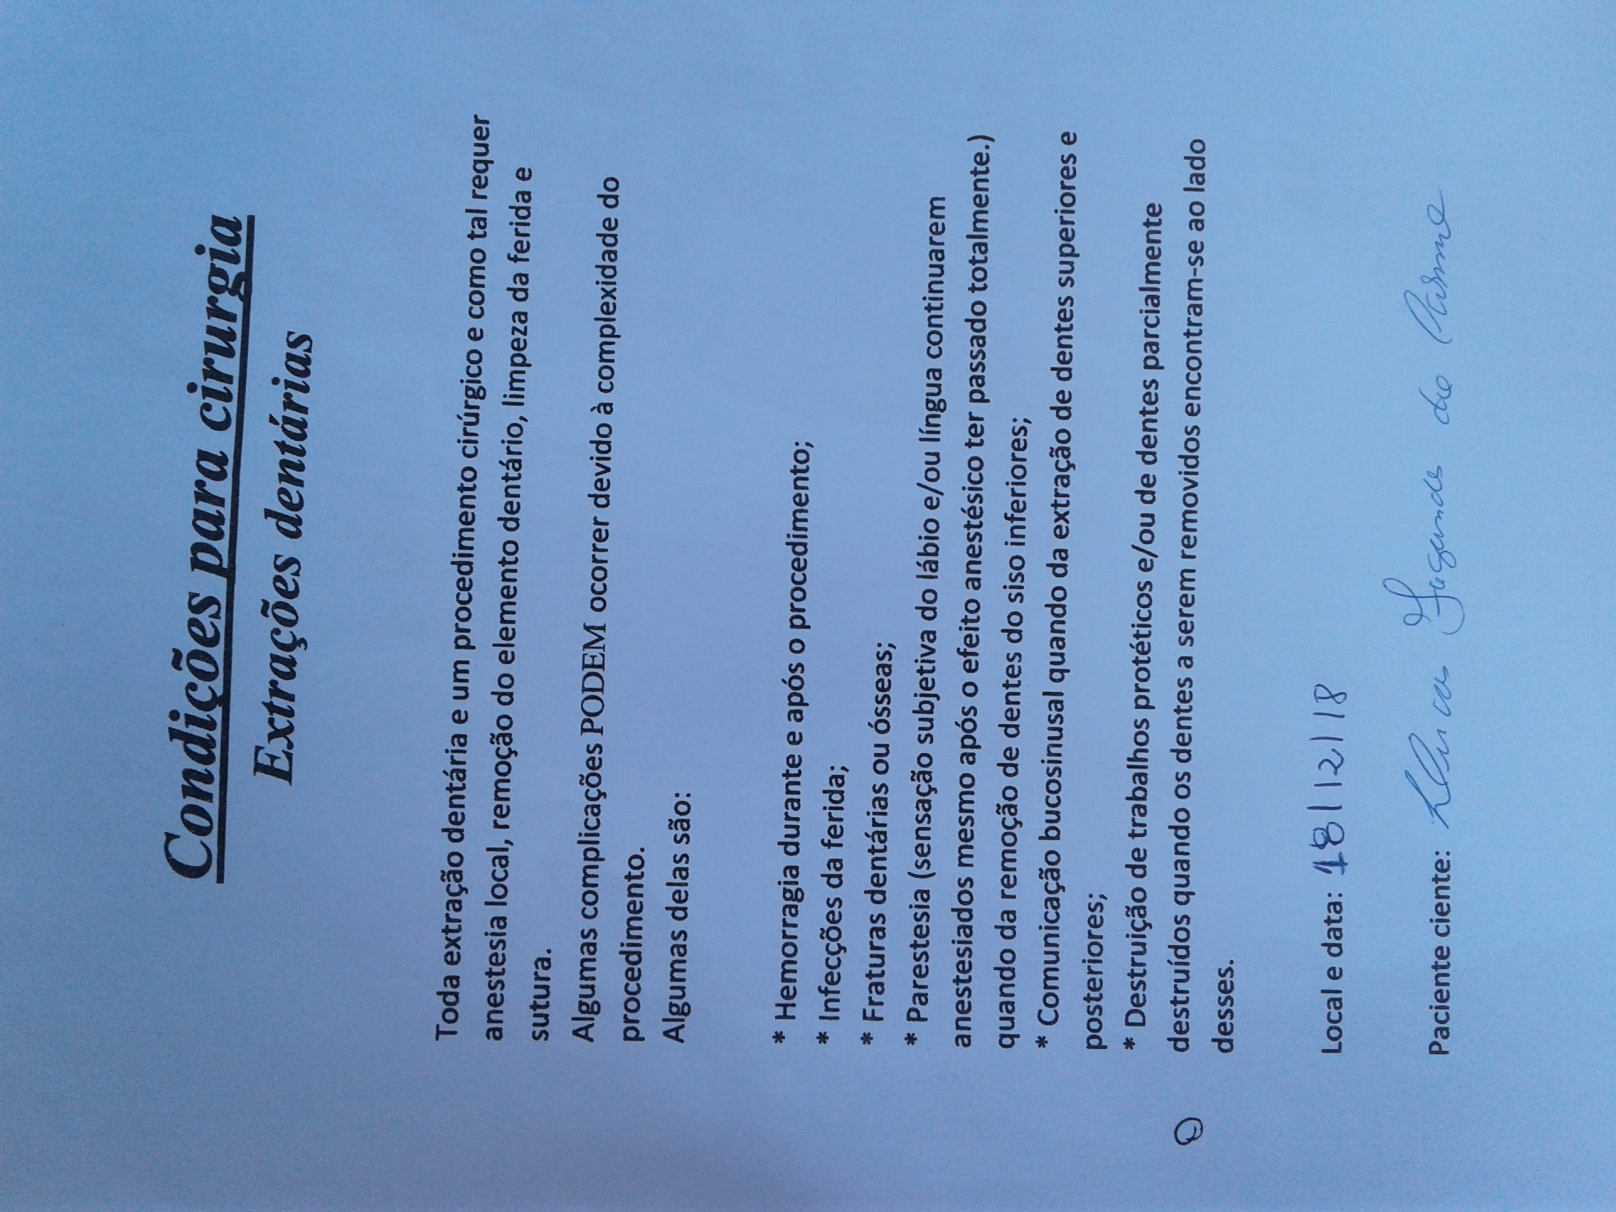 Condições para cirurgia
Extrações dentárias
Toda extração dentária e um procedimento cirúrgico e como tal requer
anestesia local, remoção do elemento dentário, limpeza da ferida e
sutura.
Algumas complicações PODEM ocorrer devido à complexidade do
procedimento.
Algumas delas são:
* Hemorragia durante e após o procedimento;
* Infecções da ferida;
* Fraturas dentárias ou ósseas;
* Parestesia (sensação subjetiva do lábio e/ou língua continuarem
anestesiados mesmo após o efeito anestésico ter passado totalmente.)
quando da remoção de dentes do siso inferiores;
* Comunicação bucosinusal quando da extração de dentes superiores e
posteriores;
* Destruição de trabalhos protéticos e/ou de dentes parcialmente
destruídos quando os dentes a serem removidos encontram-se ao lado
desses.
Local e data: 18/12/18
Paciente ciente: Fagundes do Carmo